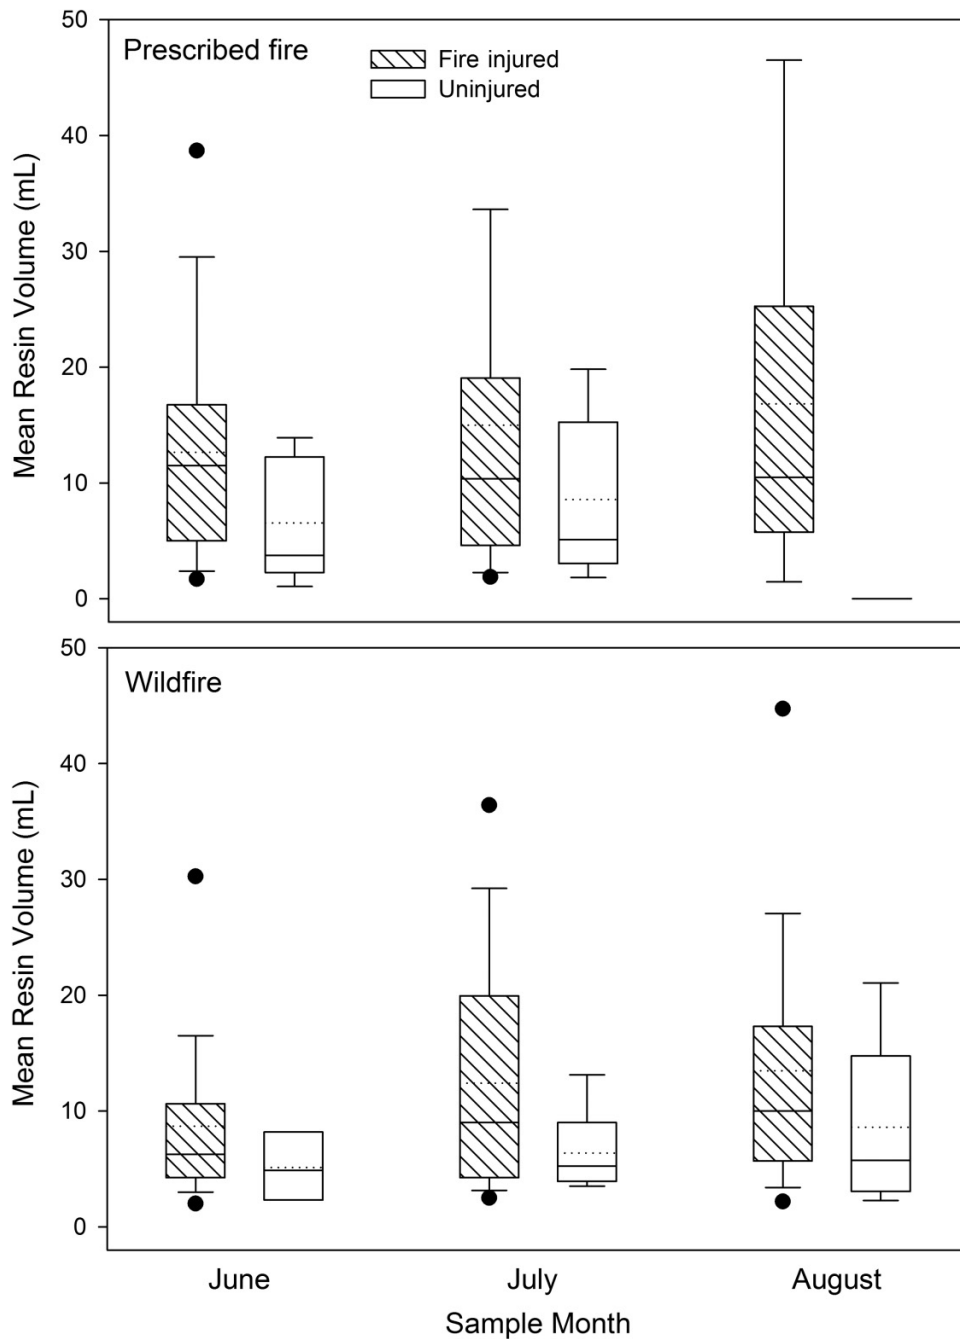 Prescribed fire
Fire injured
Uninjured
Mean Resin Volume (mL)
50
40
30
20
10
0
Wildfire
Mean Resin Volume (mL)
50
40
30
20
10
0
June July August
Sample Month